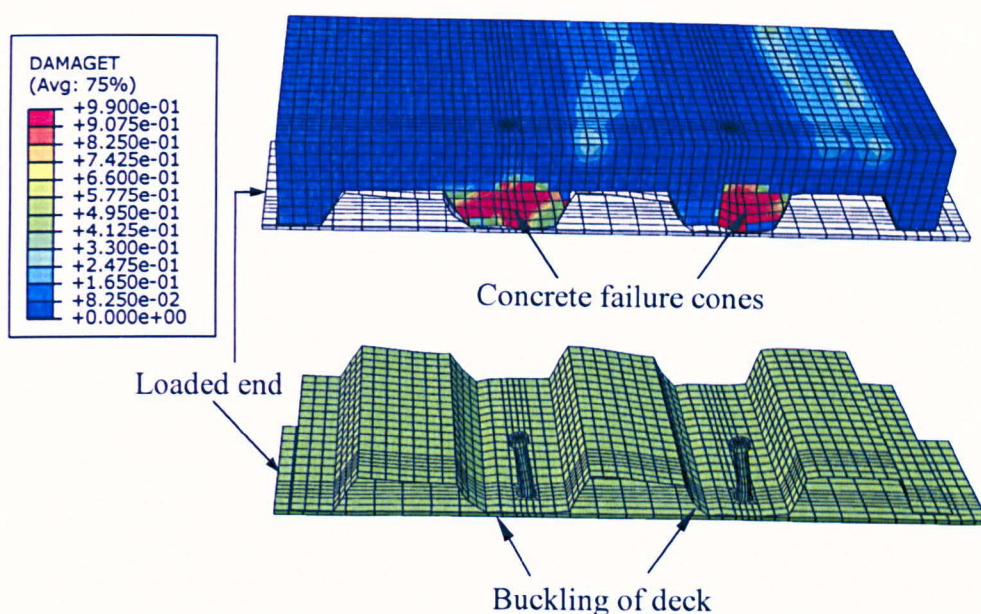 DAMAGET
(Avg: 75%)
+9.900e-01
+9.075e-01
+8.250e-01
+7.425e-01
+6.600e-01
+5.775e-01
+4.950e-01
+4.125e-01
+3.300e-01
+2.475e-01
+1.650e-01
+8.250e-02
+0.000e+00
Concrete failure cones
Loaded end
Buckling of deck